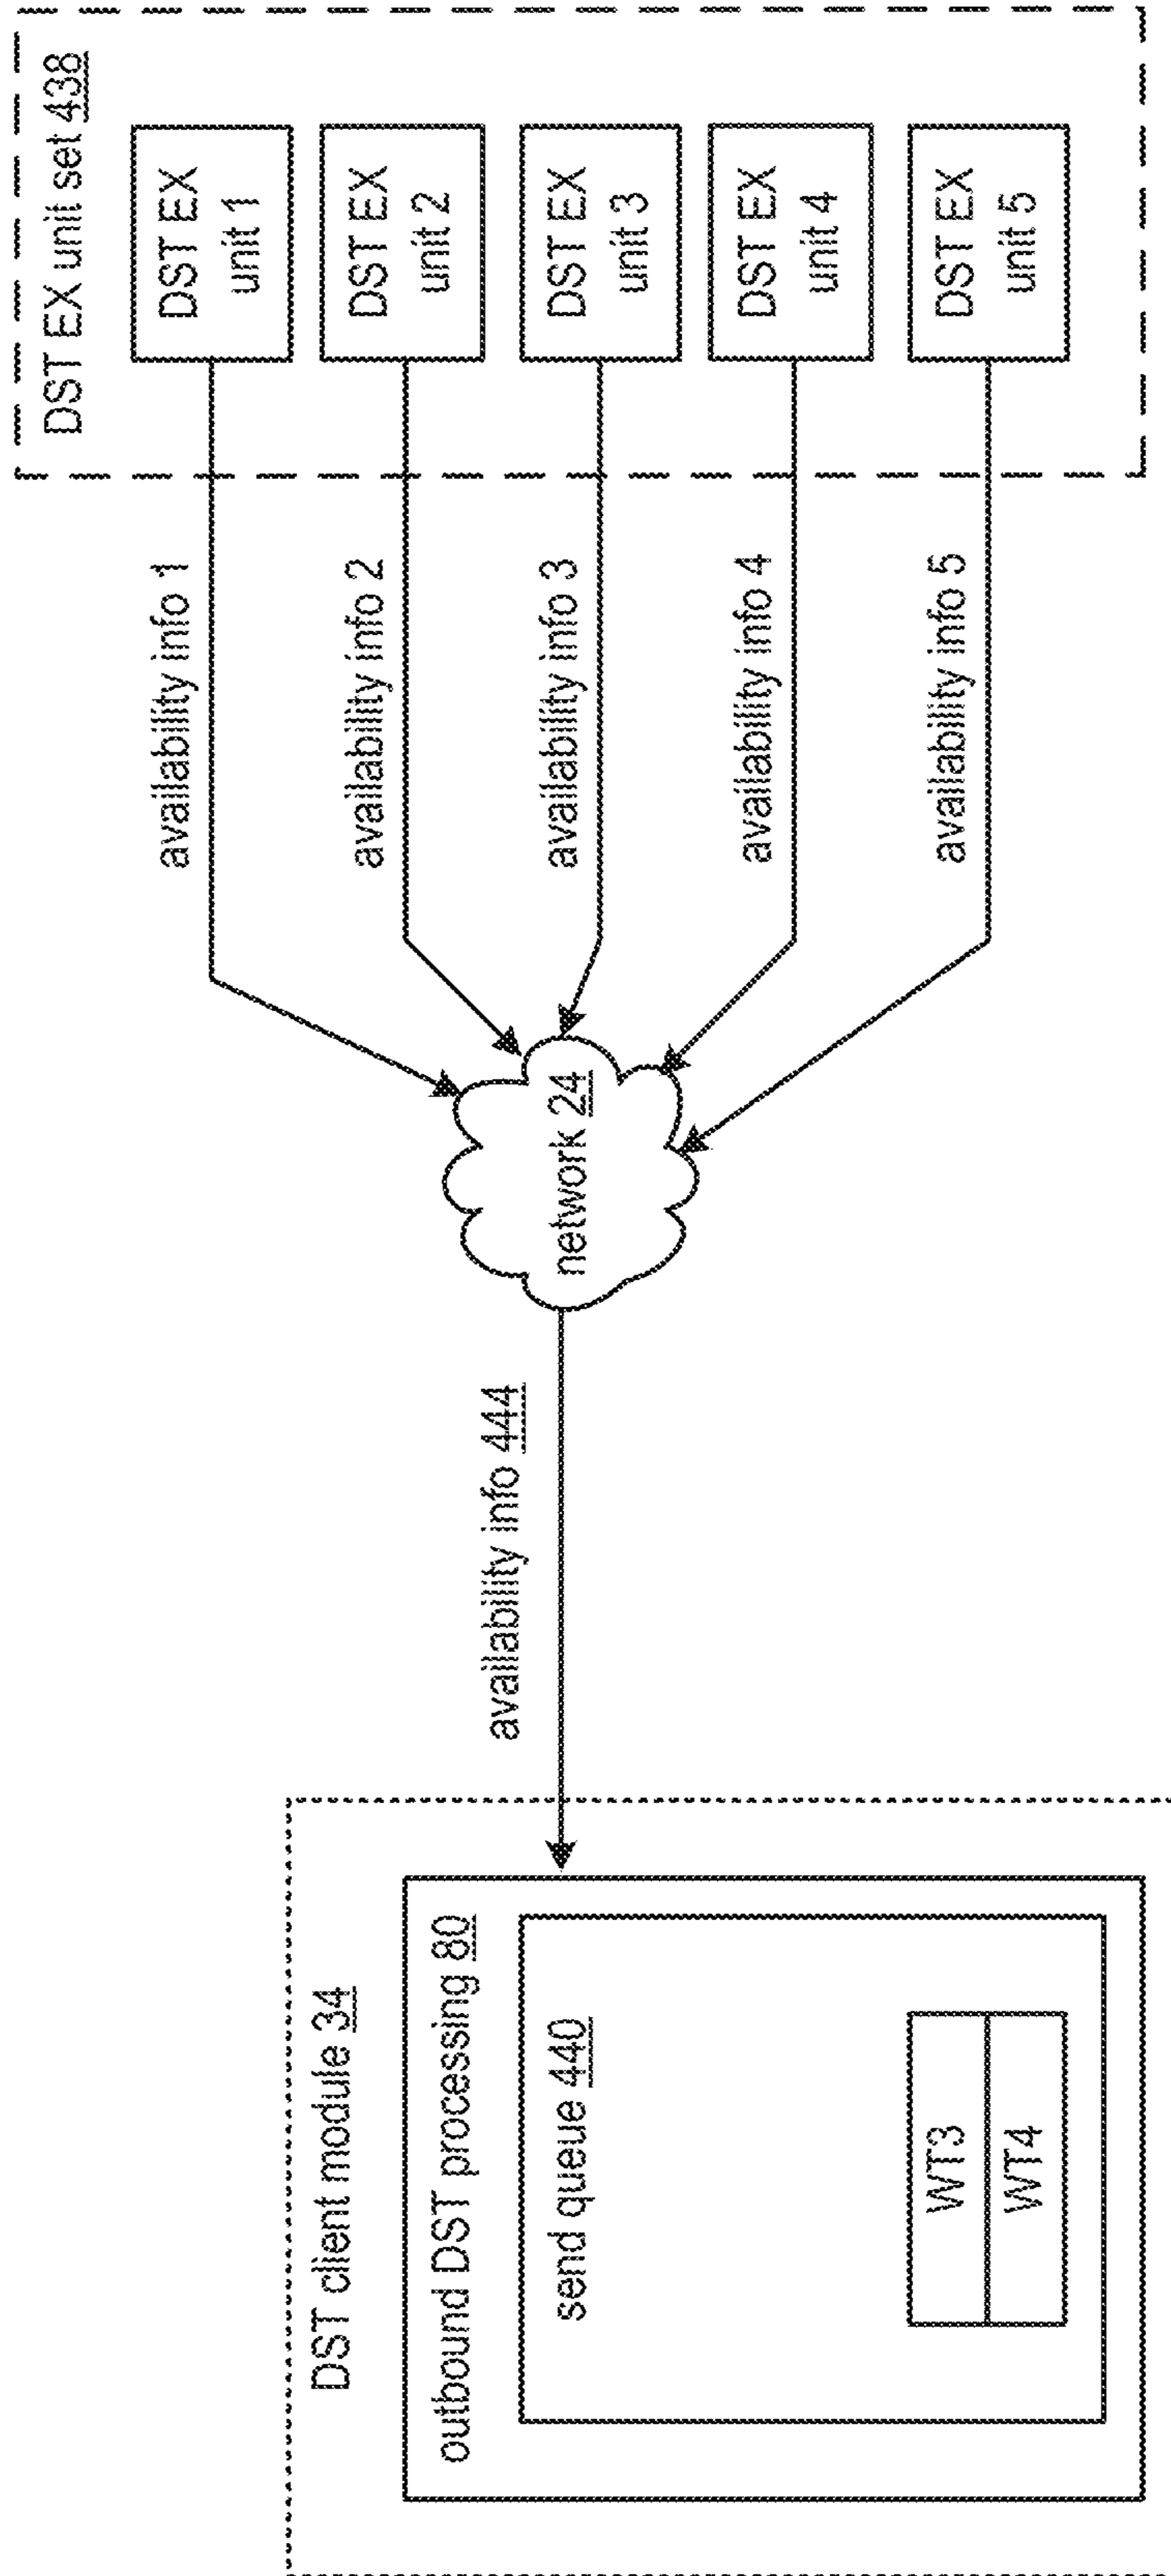 DST client module 34
outbound DST processing 80
send queue 440
WT3
WT4
availability info 444
network 24
availability info 1
availability info 2
availability info 3
availability info 4
availability info 5
DST EX unit set 438
DST EX
unit 1
DST EX
unit 2
DST EX
unit 3
DST EX
unit 4
DST EX
unit 5